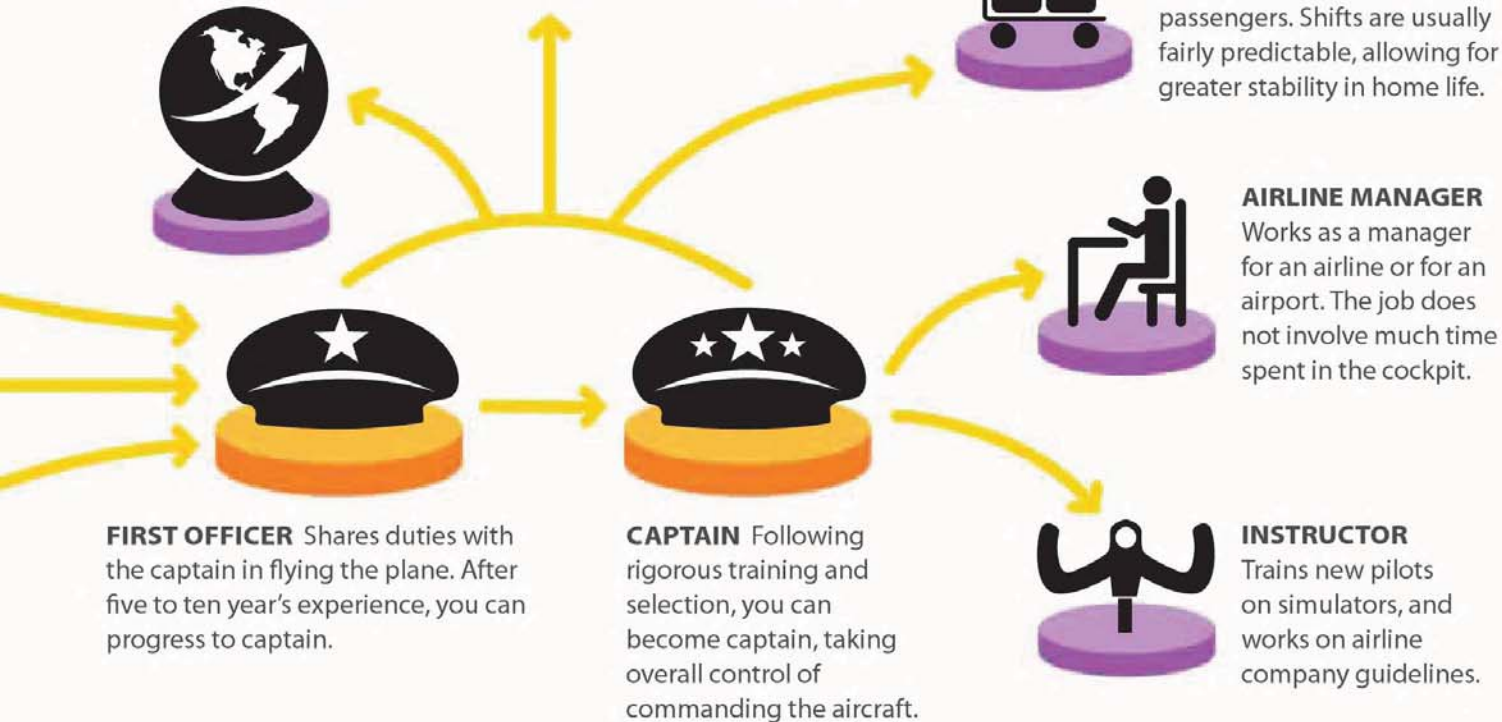 passengers. Shifts are usually
fairly predictable, allowing for
greater stability in home life.
AIRLINE MANAGER
Works as a manager
for an airline or for an
airport. The job does
not involve much time
spent in the cockpit.
FIRST OFFICER Shares duties with
the captain in flying the plane. After
five to ten year’s experience, you can
progress to captain.
CAPTAIN Following
rigorous training and
selection, you can
become captain, taking
overall control of
commanding the aircraft.
INSTRUCTOR
Trains new pilots
on simulators, and
works on airline
company guidelines.